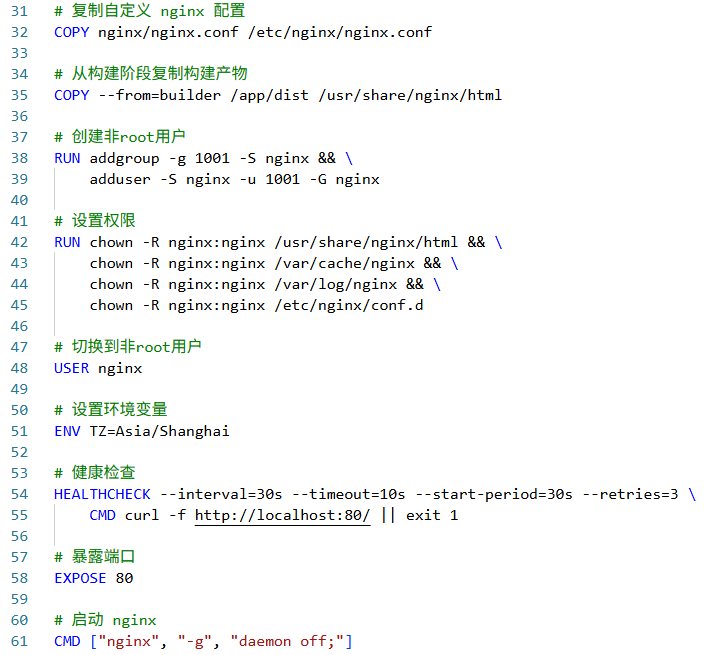 31 # 复制自定义 nginx 配置
32 COPY nginx/nginx.conf /etc/nginx/nginx.conf
33
34 # 从构建阶段复制构建产物
35 COPY --from=builder /app/dist /usr/share/nginx/html
36
37 # 创建非root用户
38 RUN addgroup -g 1001 -S nginx && \
39     adduser -S nginx -u 1001 -G nginx
40
41 # 设置权限
42 RUN chown -R nginx:nginx /usr/share/nginx/html && \
43     chown -R nginx:nginx /var/cache/nginx && \
44     chown -R nginx:nginx /var/log/nginx && \
45     chown -R nginx:nginx /etc/nginx/conf.d
46
47 # 切换到非root用户
48 USER nginx
49
50 # 设置环境变量
51 ENV TZ=Asia/Shanghai
52
53 # 健康检查
54 HEALTHCHECK --interval=30s --timeout=10s --start-period=30s --retries=3 \
55     CMD curl -f http://localhost:80/ || exit 1
56
57 # 暴露端口
58 EXPOSE 80
59
60 # 启动 nginx
61 CMD ["nginx", "-g", "daemon off;"]